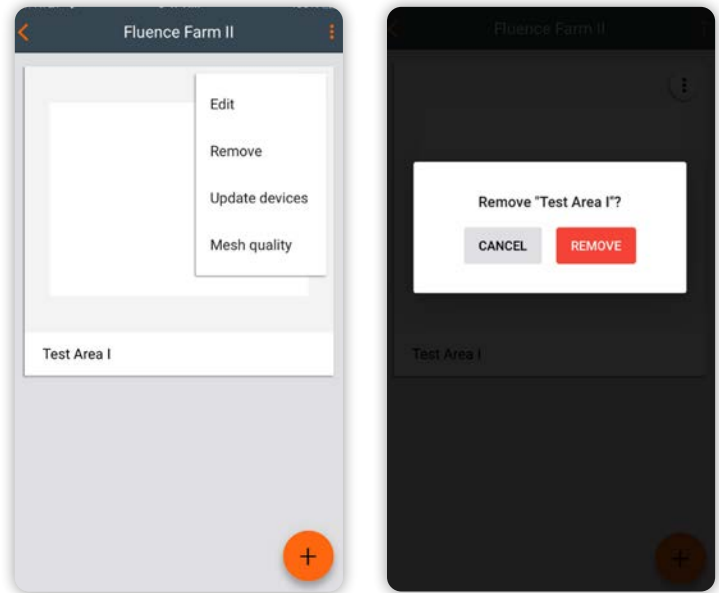 Fluence Farm II
Edit
Remove
Update devices
Mesh quality
Test Area I
Fluence Farm II
Remove "Test Area I"?
CANCEL REMOVE
Test Area I